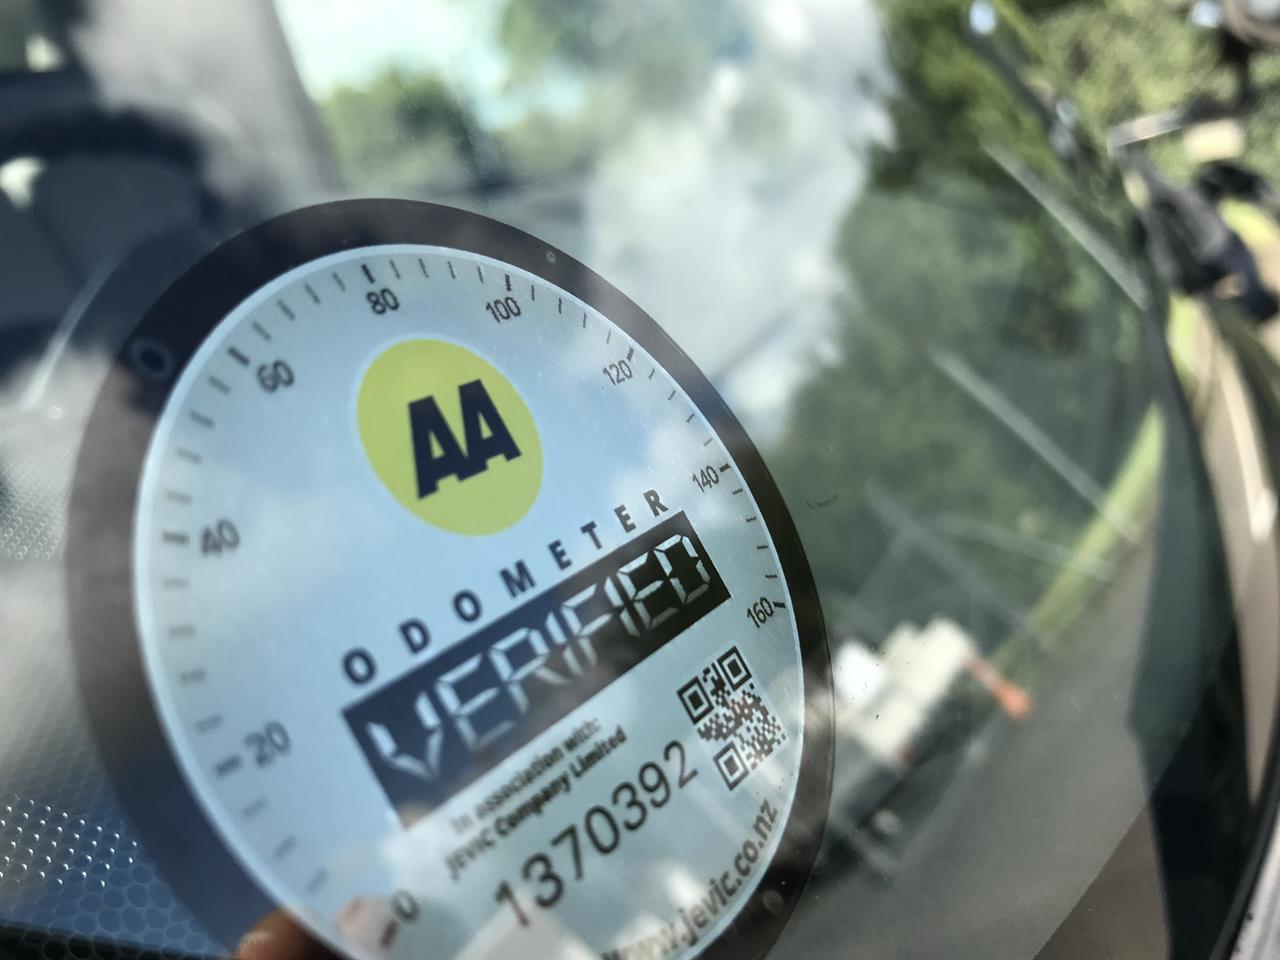 0
20
40
60
80
100
120
140
160
AA
ODOMETER
VERIFIED
In association with:
JEVIC Company Limited
1370392
www.jevic.co.nz